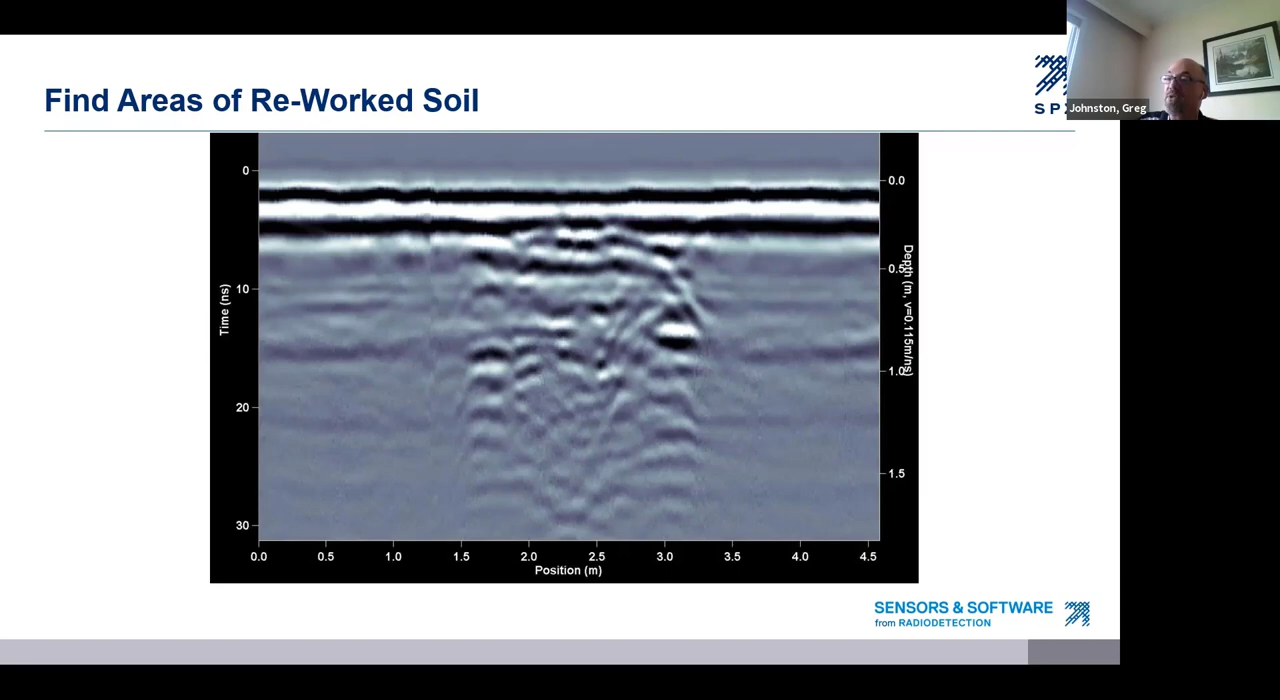 Find Areas of Re-Worked Soil
SP
Johnston, Greg
0
10
20
30
Time (ns)
0.0
0.5
1.0
1.5
Depth (m, v=0.115m/ns)
0.0
0.5
1.0
1.5
2.0
2.5
3.0
3.5
4.0
4.5
Position (m)
SENSORS & SOFTWARE
from RADIODETECTION